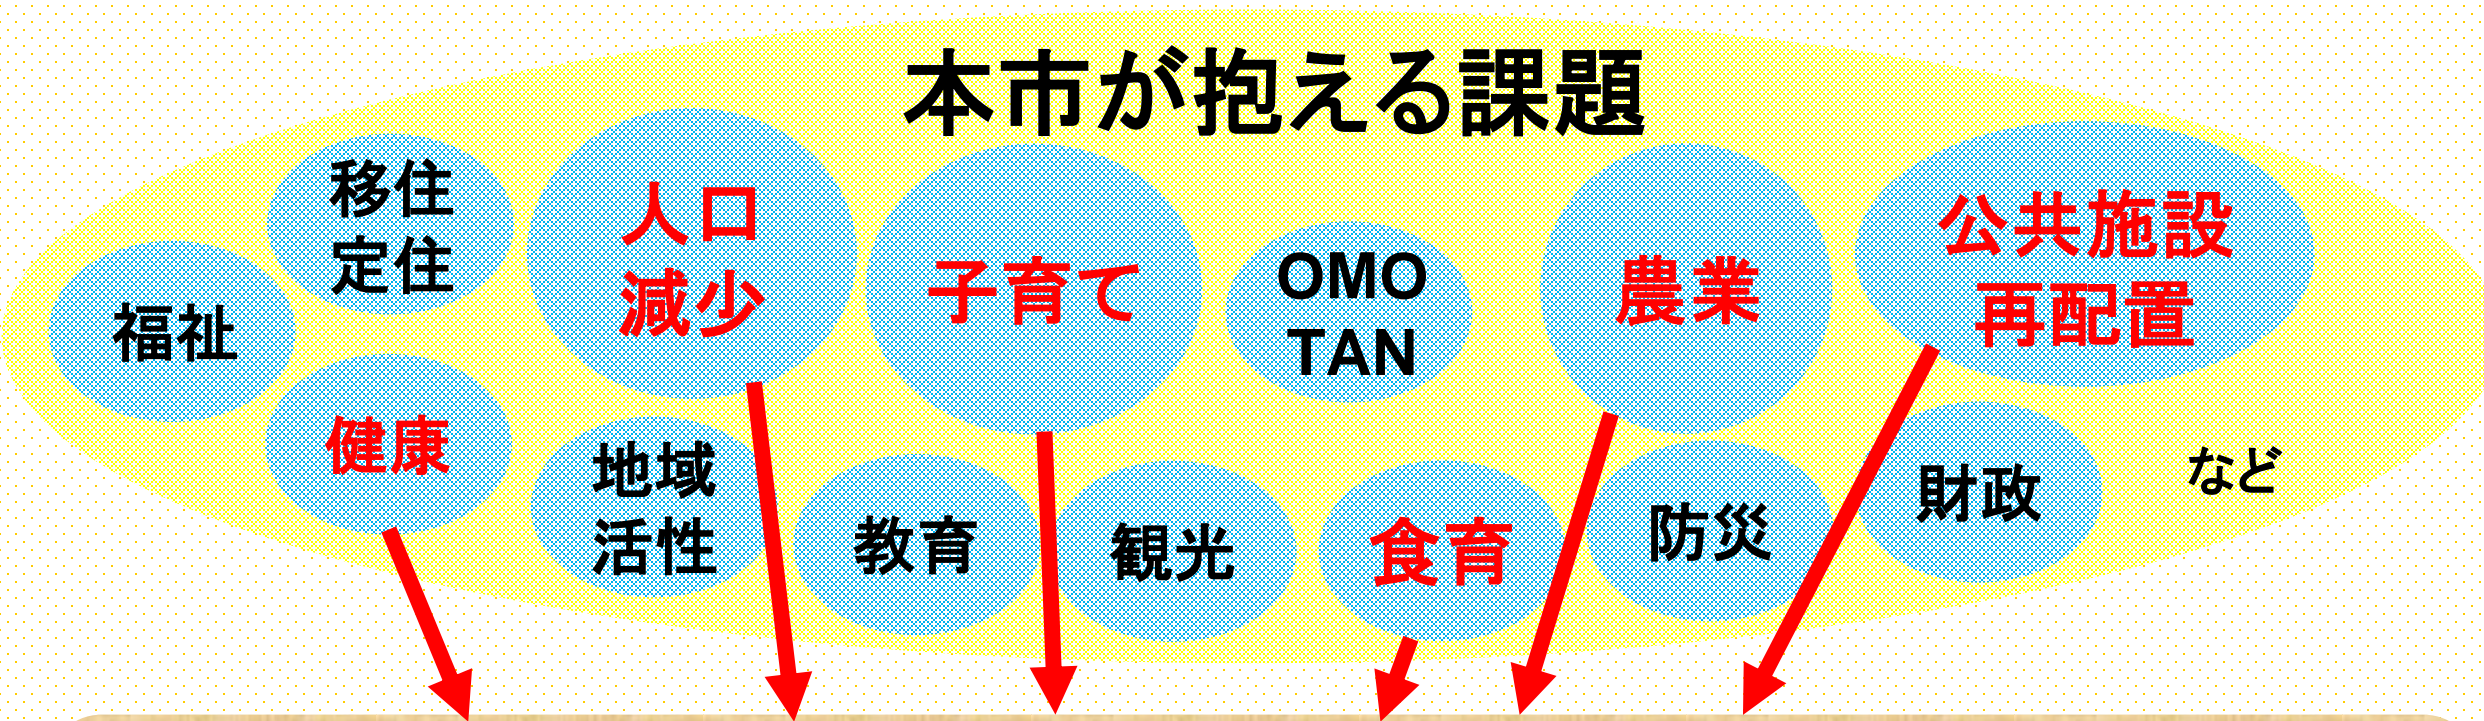 本市が抱える課題
移住
定住
人口
減少
子育て
OMO
TAN
農業
公共施設
再配置
福祉
健康
地域
活性
教育
観光
食育
防災
財政
など